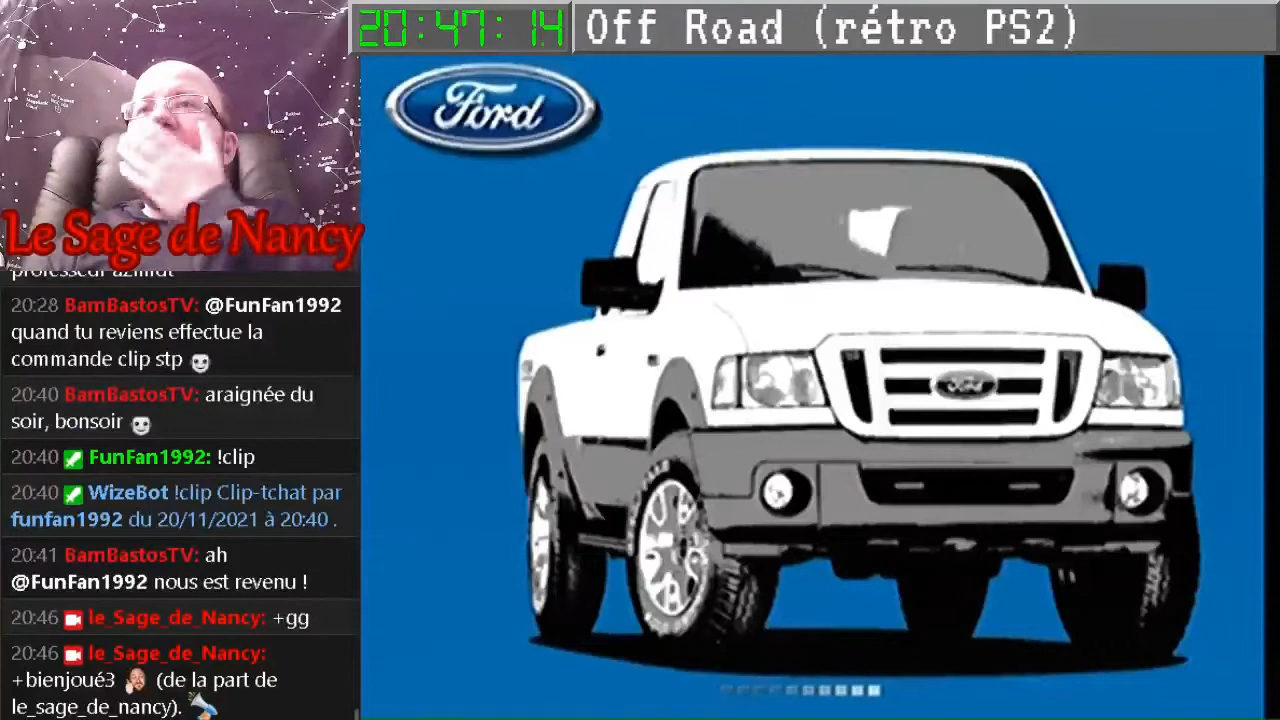 20:47:14 Off Road (rétro PS2)
Ford
Le Sage de Nancy
professeur azimut
20:28 BamBastosTV: @FunFan1992
quand tu reviens effectue la
commande clip stp
20:40 BamBastosTV: araignée du
soir, bonsoir
20:40 FunFan1992: !clip
20:40 WizeBot !clip Clip-tchat par
funfan1992 du 20/11/2021 à 20:40 .
20:41 BamBastosTV: ah
@FunFan1992 nous est revenu !
20:46 le_Sage_de_Nancy: +gg
20:46 le_Sage_de_Nancy:
+bienjoué3 (de la part de
le_sage_de_nancy).
Ford